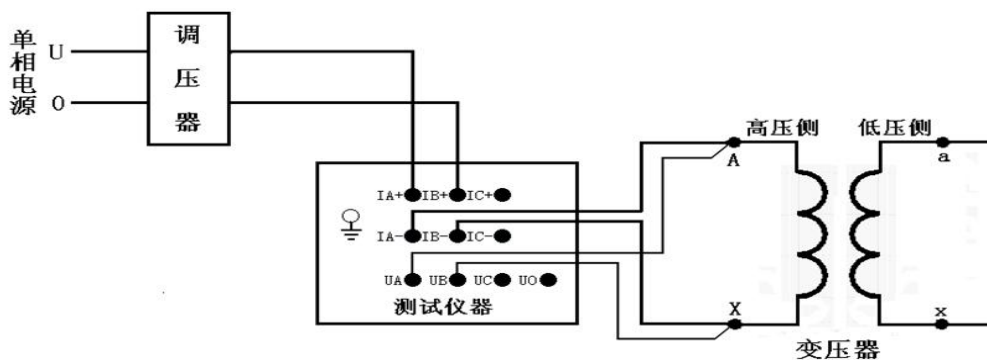 单相电源
U
0
调压器
高压侧
低压侧
A
a
IA+ IB+ IC+
IA- IB- IC-
UA UB UC UO
测试仪器
X
x
变压器